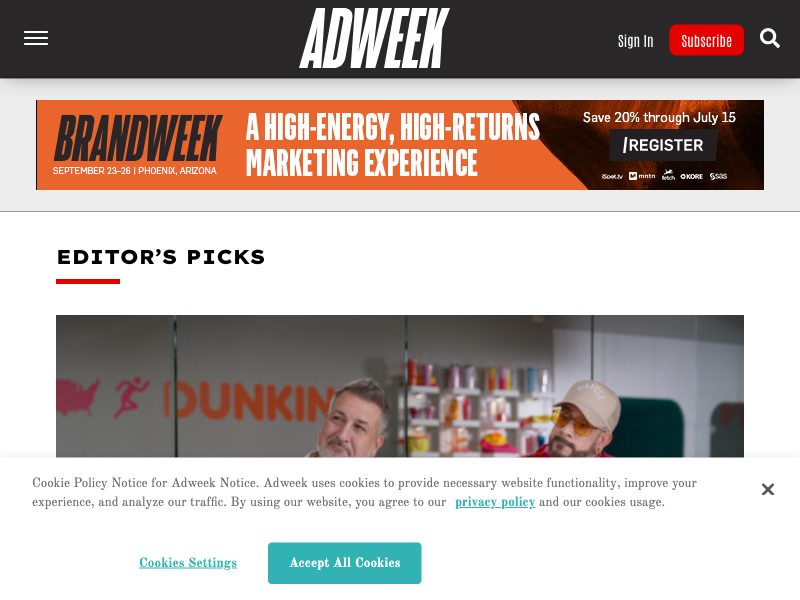 ADWEEK
Sign In
Subscribe
BRANDWEEK
SEPTEMBER 23–26 | PHOENIX, ARIZONA
A HIGH-ENERGY, HIGH-RETURNS
MARKETING EXPERIENCE
Save 20% through July 15
/REGISTER
iSpot.tv mntn fetch KORE SAS
EDITOR’S PICKS
DUNKIN
Cookie Policy Notice for Adweek Notice. Adweek uses cookies to provide necessary website functionality, improve your
experience, and analyze our traffic. By using our website, you agree to our privacy policy and our cookies usage.
Cookies Settings
Accept All Cookies